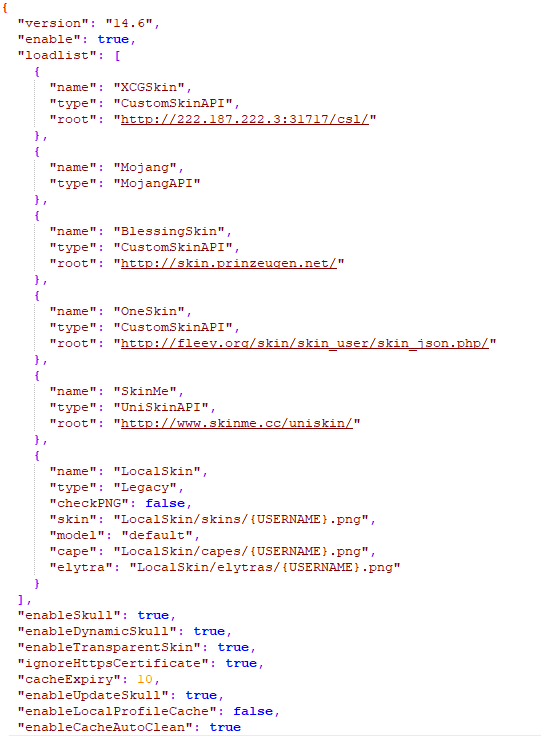 {
"version": "14.6",
"enable": true,
"loadlist": [
{
"name": "XCGSkin",
"type": "CustomSkinAPI",
"root": "http://222.187.222.3:31717/csl/"
},
{
"name": "Mojang",
"type": "MojangAPI"
},
{
"name": "BlessingSkin",
"type": "CustomSkinAPI",
"root": "http://skin.prinzeugen.net/"
},
{
"name": "OneSkin",
"type": "CustomSkinAPI",
"root": "http://fleey.org/skin/skin_user/skin_json.php/"
},
{
"name": "SkinMe",
"type": "UniSkinAPI",
"root": "http://www.skinme.cc/uniskin/"
},
{
"name": "LocalSkin",
"type": "Legacy",
"checkPNG": false,
"skin": "LocalSkin/skins/{USERNAME}.png",
"model": "default",
"cape": "LocalSkin/capes/{USERNAME}.png",
"elytra": "LocalSkin/elytras/{USERNAME}.png"
}
],
"enableSkull": true,
"enableDynamicSkull": true,
"enableTransparentSkin": true,
"ignoreHttpsCertificate": true,
"cacheExpiry": 10,
"enableUpdateSkull": true,
"enableLocalProfileCache": false,
"enableCacheAutoClean": true